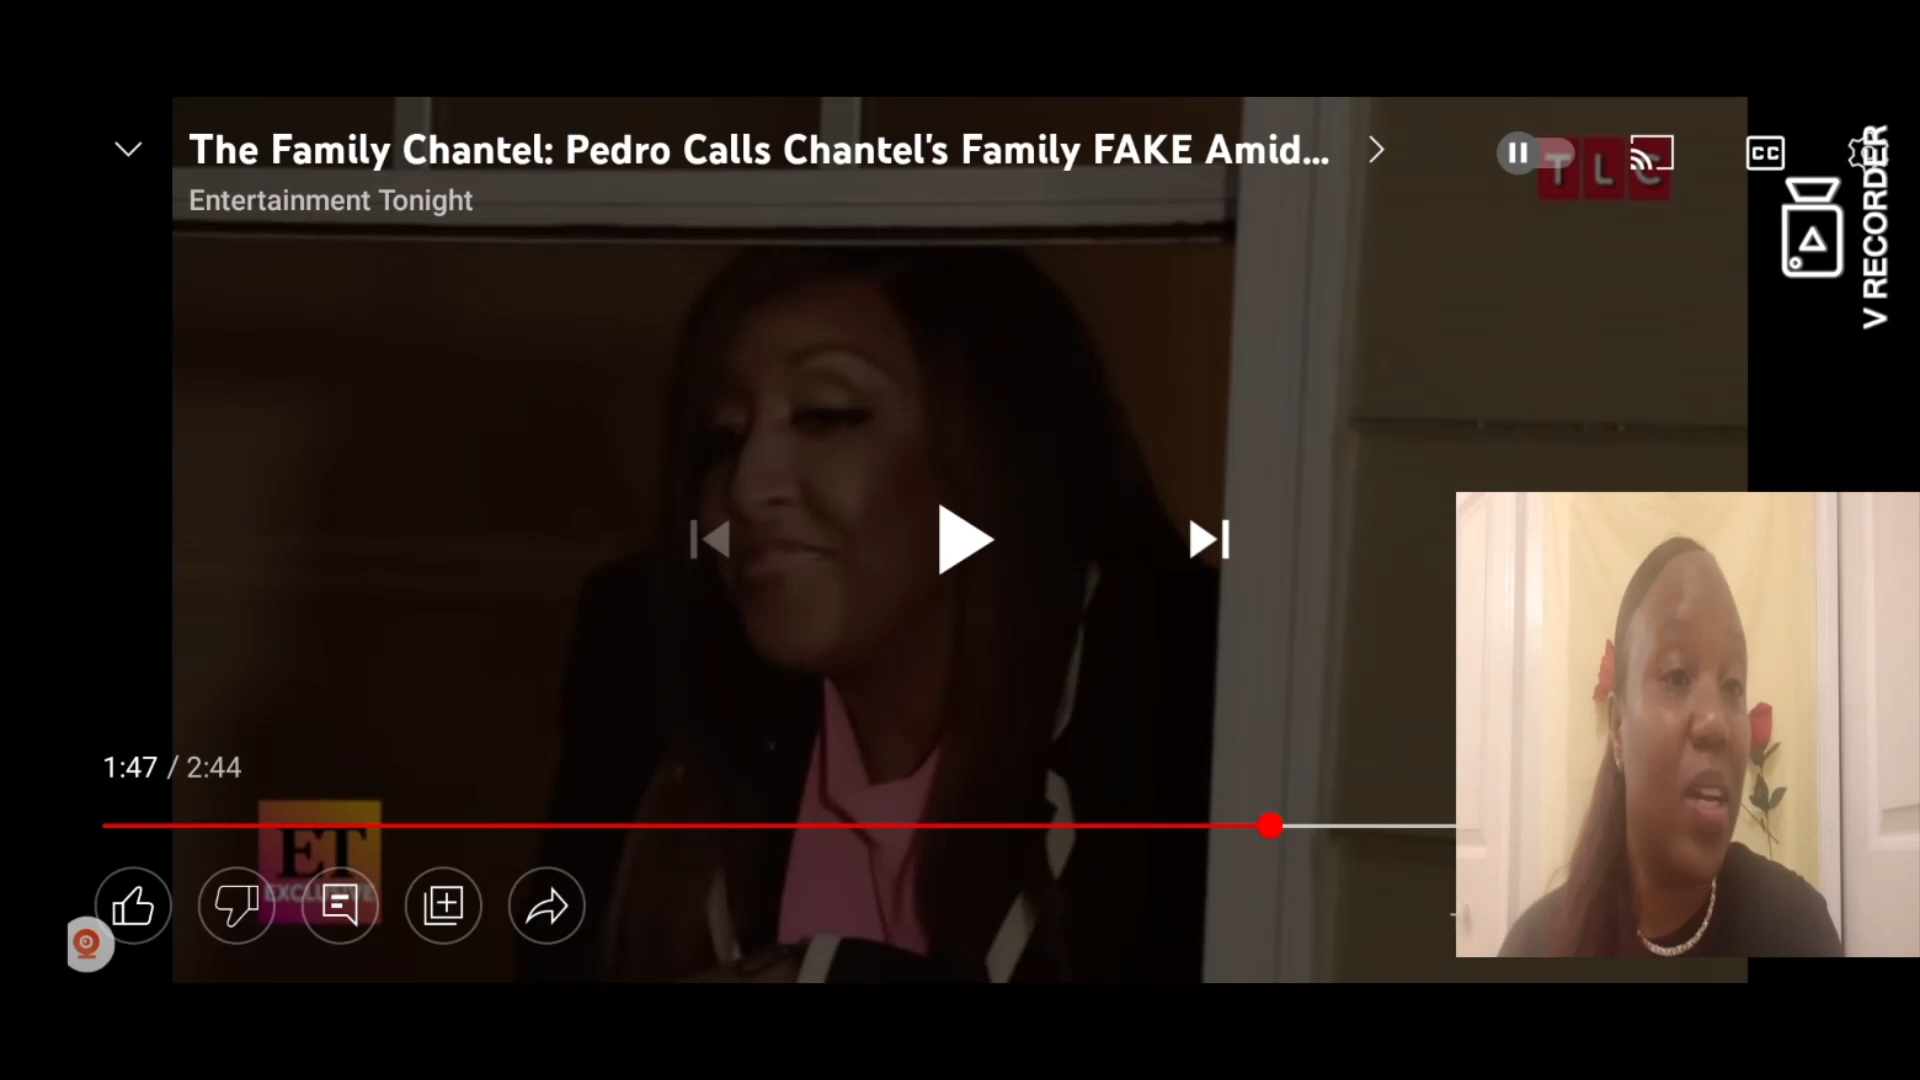 The Family Chantel: Pedro Calls Chantel's Family FAKE Amid...
Entertainment Tonight
TLC
CC
V RECORDER
1:47 / 2:44
ET
EXCLUSIVE